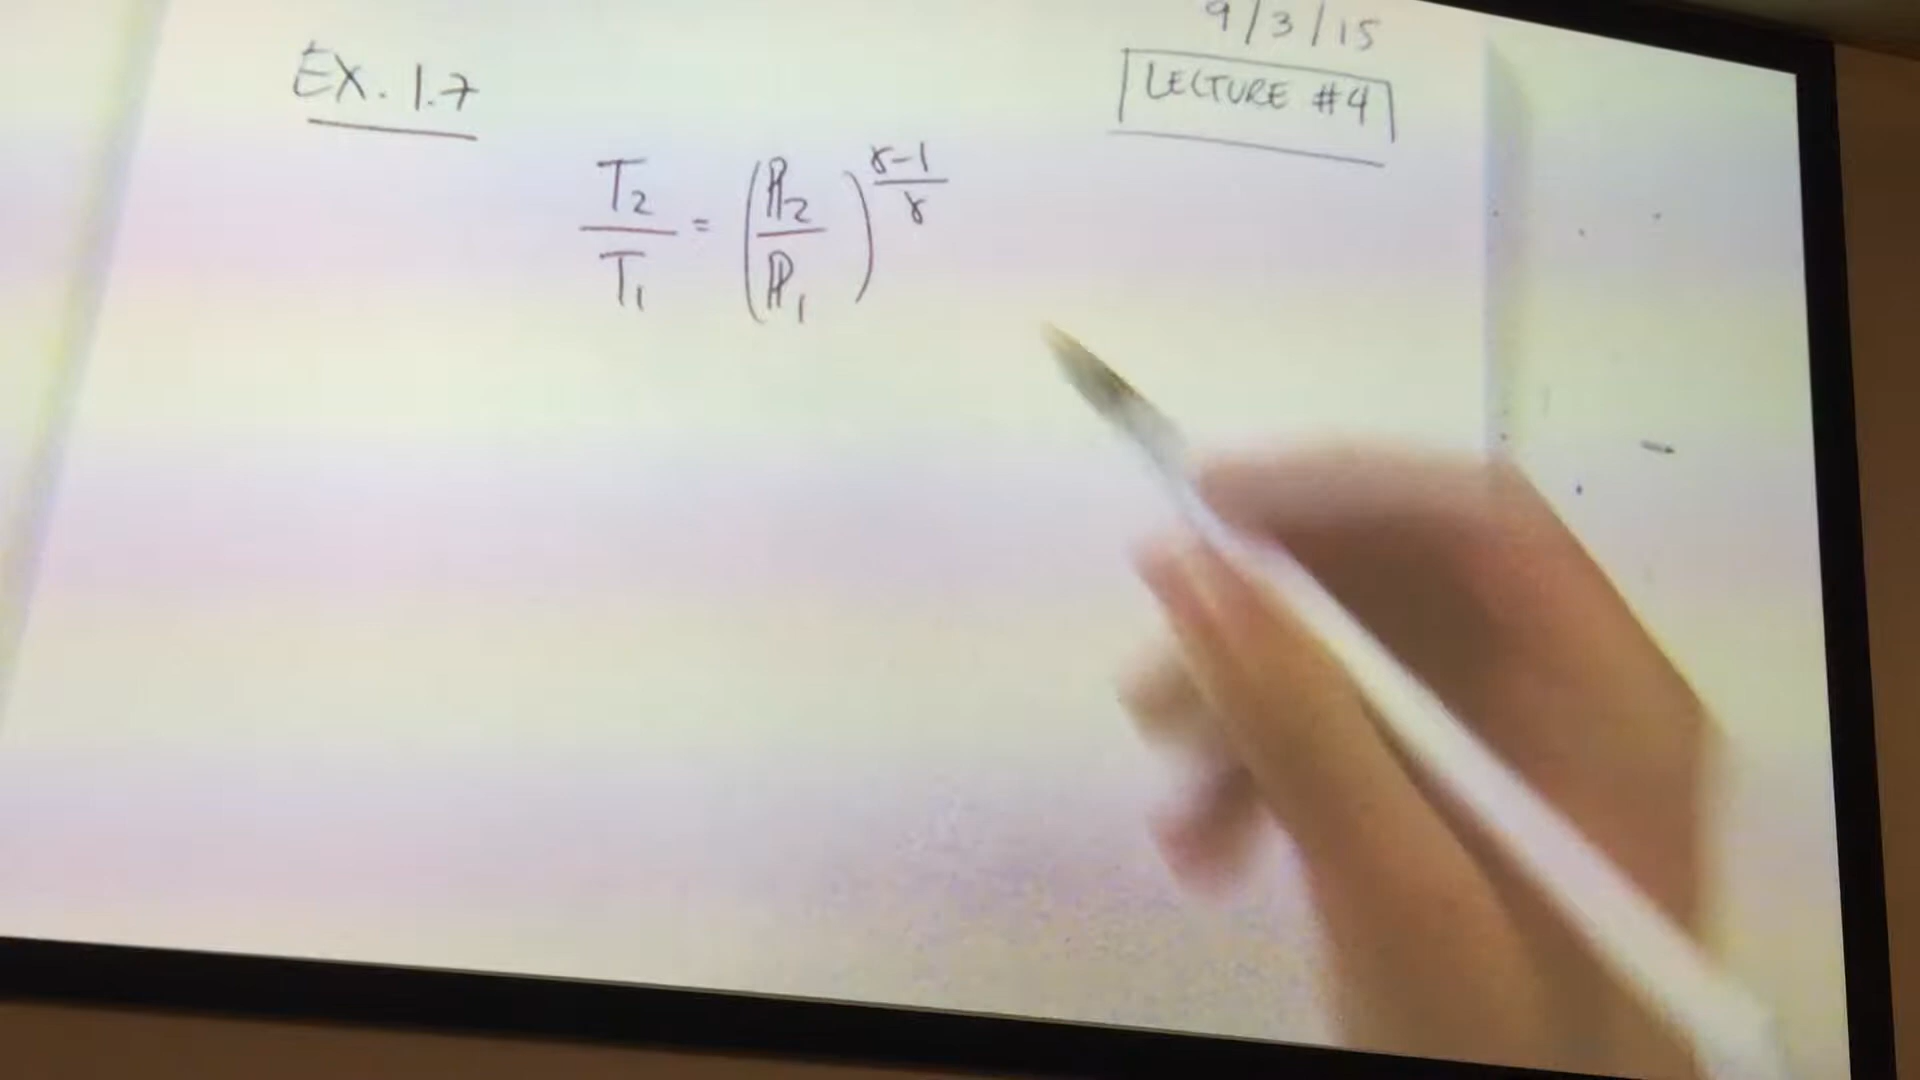 9/3/15
EX. 1.7
LECTURE #4
T₂/T₁ = (P₂/P₁)^((γ-1)/γ)